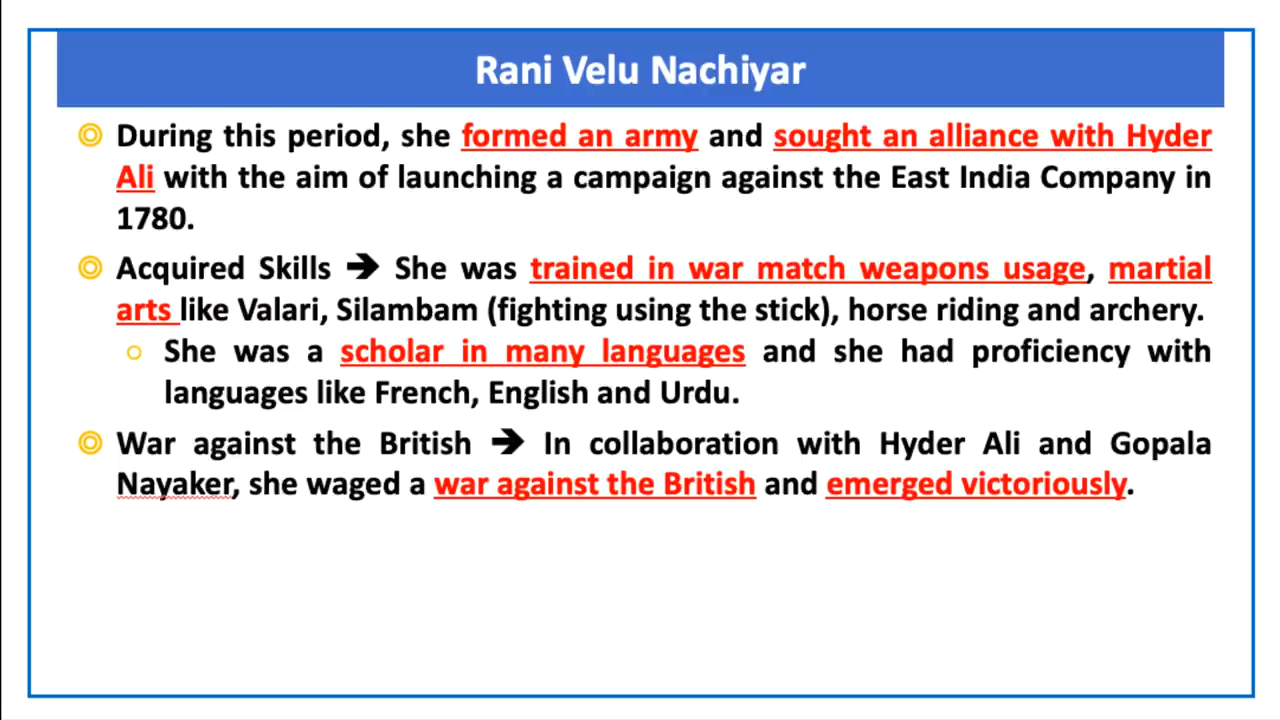 Rani Velu Nachiyar
During this period, she formed an army and sought an alliance with Hyder
Ali with the aim of launching a campaign against the East India Company in
1780.
Acquired Skills ➔ She was trained in war match weapons usage, martial
arts like Valari, Silambam (fighting using the stick), horse riding and archery.
She was a scholar in many languages and she had proficiency with
languages like French, English and Urdu.
War against the British ➔ In collaboration with Hyder Ali and Gopala
Nayaker, she waged a war against the British and emerged victoriously.